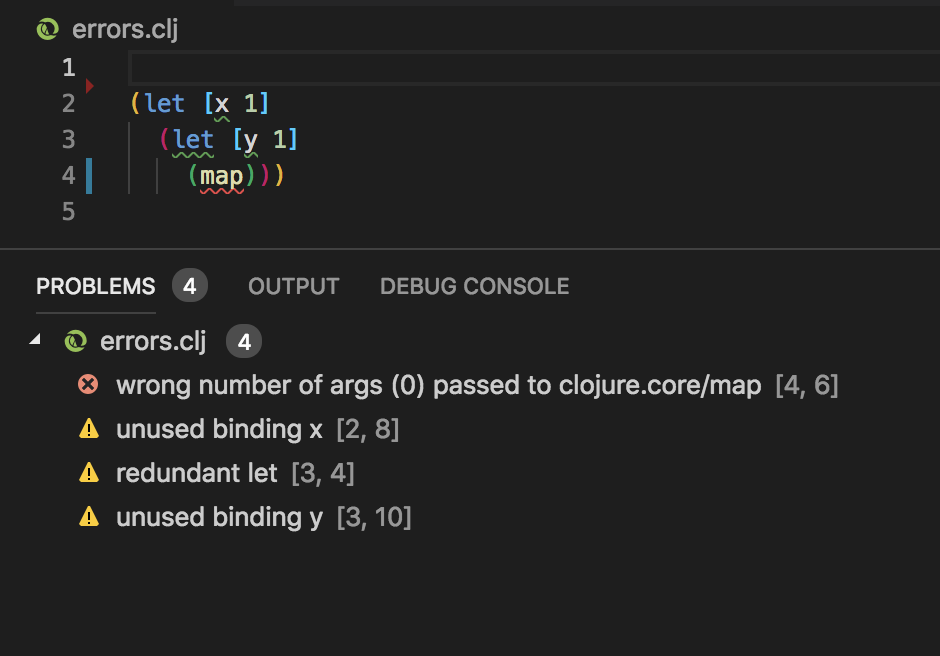 errors.clj
1
2 (let [x 1]
3 (let [y 1]
4 (map)))
5
PROBLEMS 4 OUTPUT DEBUG CONSOLE
errors.clj 4
wrong number of args (0) passed to clojure.core/map [4, 6]
unused binding x [2, 8]
redundant let [3, 4]
unused binding y [3, 10]